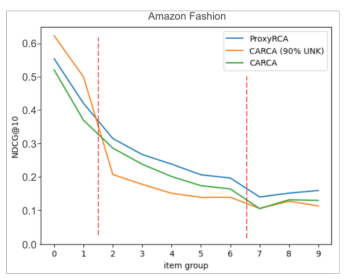 Amazon Fashion
ProxyRCA
CARCA (90% UNK)
CARCA
NDCG@10
0.6
0.5
0.4
0.3
0.2
0.1
0.0
0 1 2 3 4 5 6 7 8 9
item group